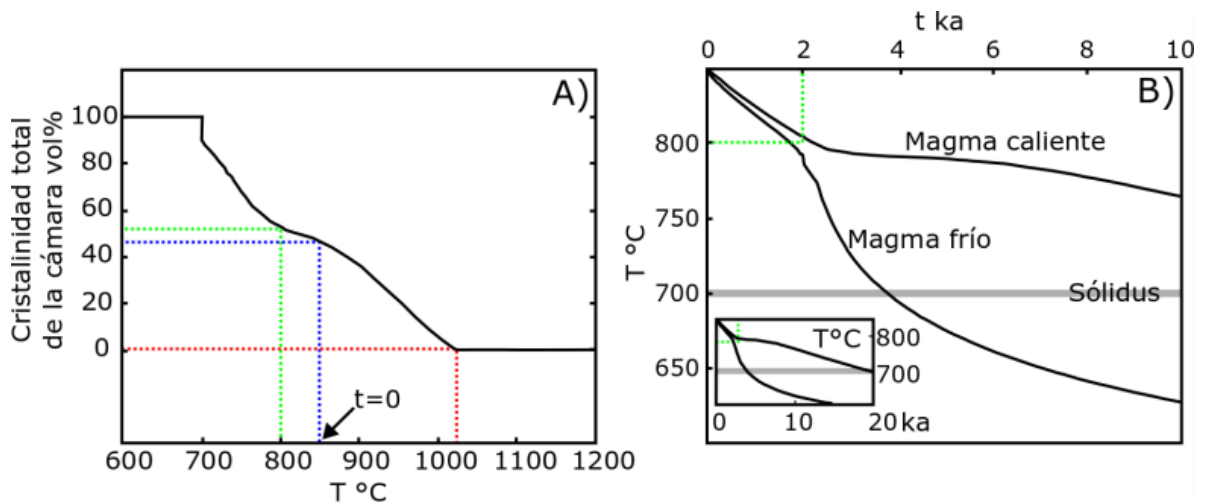 A)
Cristalinidad total
de la cámara vol%
100
80
60
40
20
0
t=0
600 700 800 900 1000 1100 1200
T °C
t ka
0 2 4 6 8 10
B)
Magma caliente
Magma frío
Sólidus
T °C
800
750
700
650
T°C
800
700
0 10 20 ka